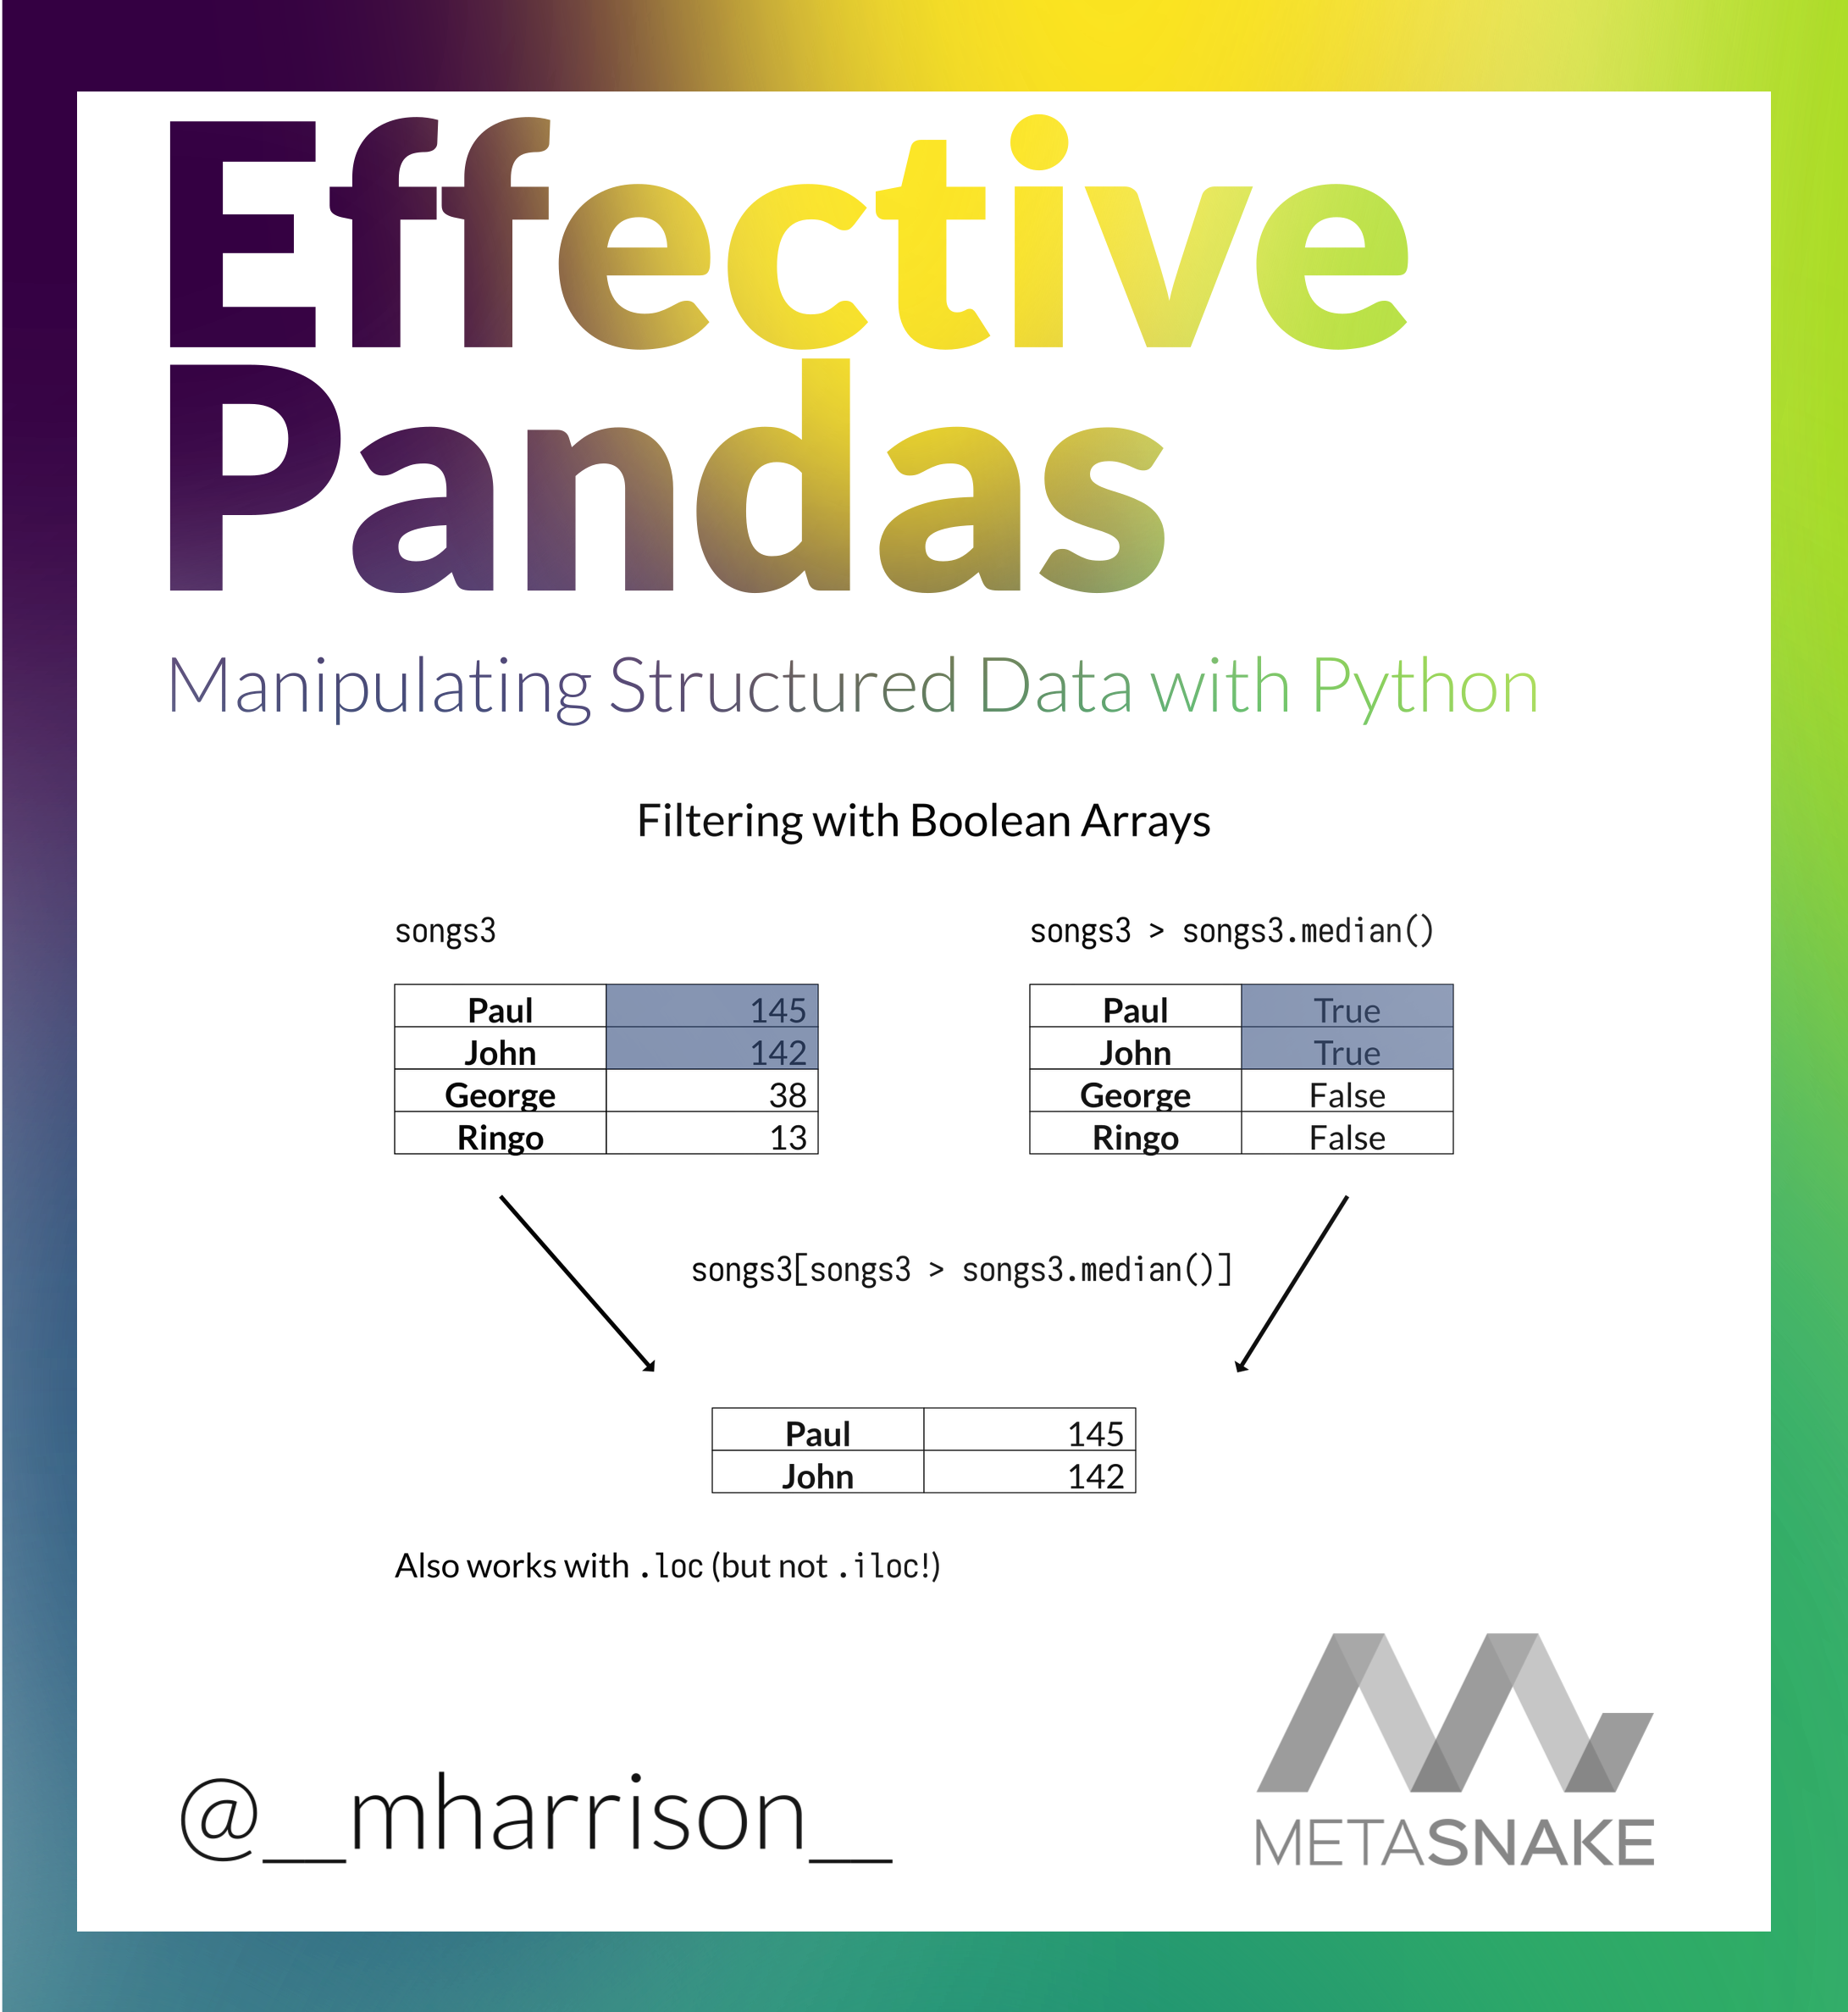 Effective
Pandas
Manipulating Structured Data with Python
Filtering with Boolean Arrays
songs3
songs3 > songs3.median()
Paul 145
John 142
George 38
Ringo 13
Paul True
John True
George False
Ringo False
songs3[songs3 > songs3.median()]
Paul 145
John 142
Also works with .loc (but not .iloc!)
@__mharrison__
METASNAKE